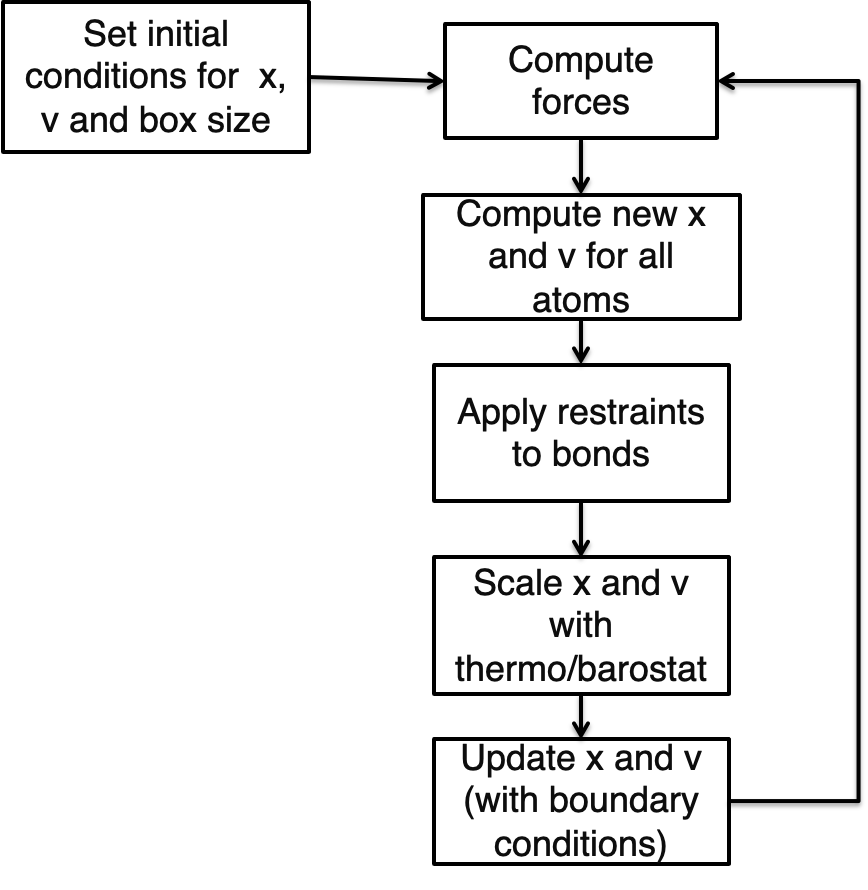 Set initial
conditions for x,
v and box size
Compute
forces
Compute new x
and v for all
atoms
Apply restraints
to bonds
Scale x and v
with
thermo/barostat
Update x and v
(with boundary
conditions)